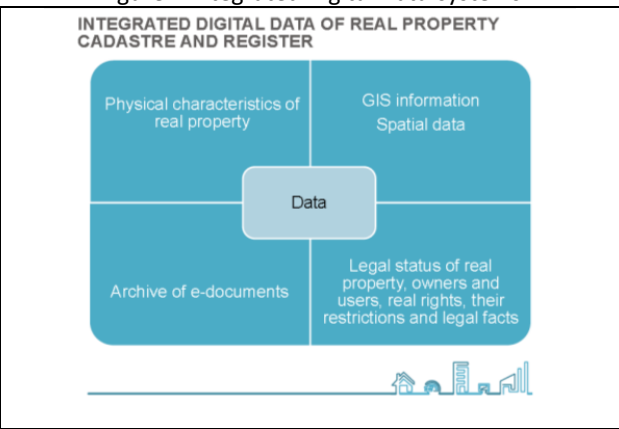 INTEGRATED DIGITAL DATA OF REAL PROPERTY
CADASTRE AND REGISTER
Physical characteristics of
real property
GIS information
Spatial data
Data
Archive of e-documents
Legal status of real
property, owners and
users, real rights, their
restrictions and legal facts